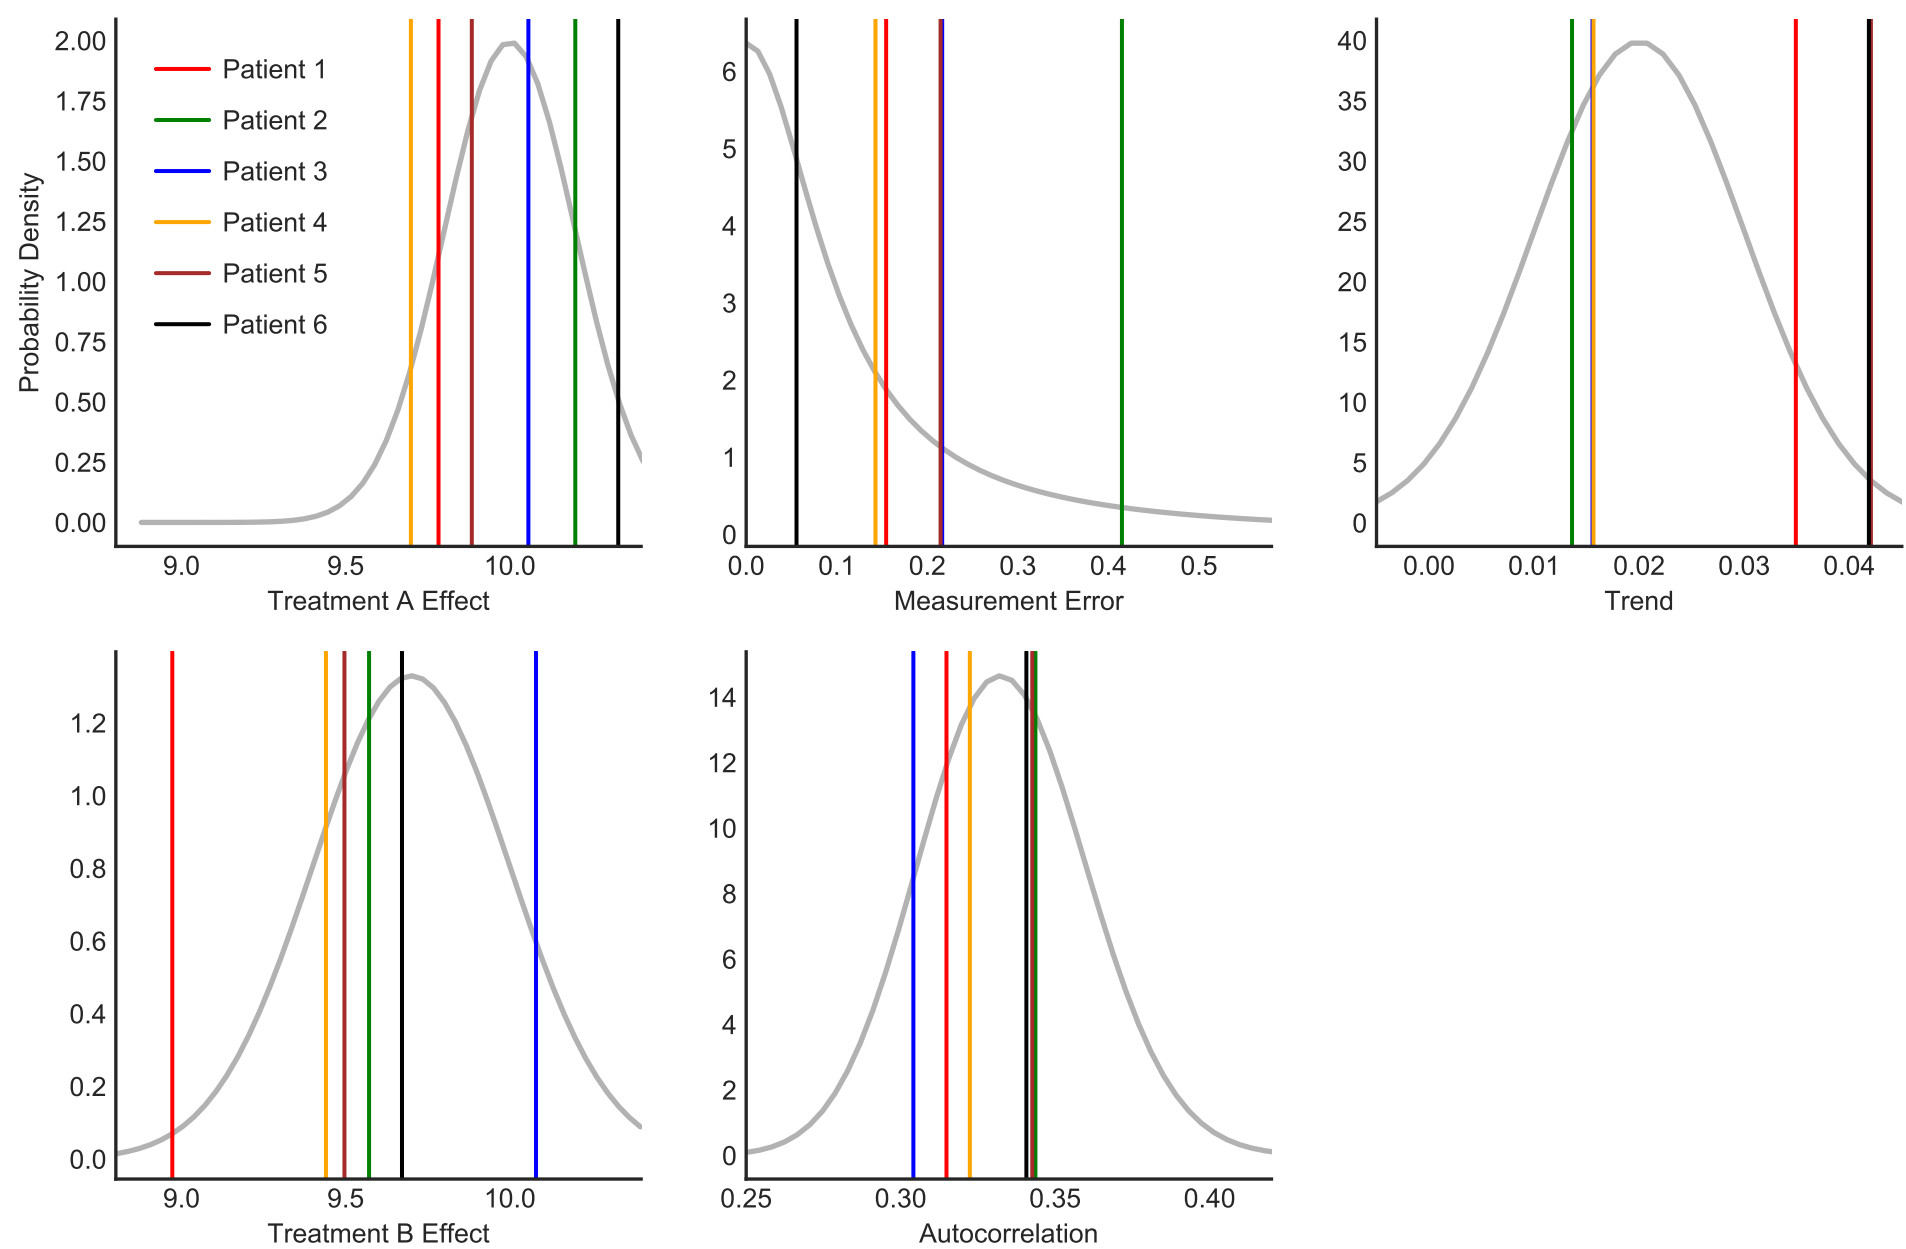 Probability Density
2.00
1.75
1.50
1.25
1.00
0.75
0.50
0.25
0.00
Patient 1
Patient 2
Patient 3
Patient 4
Patient 5
Patient 6
9.0 9.5 10.0
Treatment A Effect
6
5
4
3
2
1
0
0.0 0.1 0.2 0.3 0.4 0.5
Measurement Error
40
35
30
25
20
15
10
5
0
0.00 0.01 0.02 0.03 0.04
Trend
1.2
1.0
0.8
0.6
0.4
0.2
0.0
9.0 9.5 10.0
Treatment B Effect
14
12
10
8
6
4
2
0
0.25 0.30 0.35 0.40
Autocorrelation